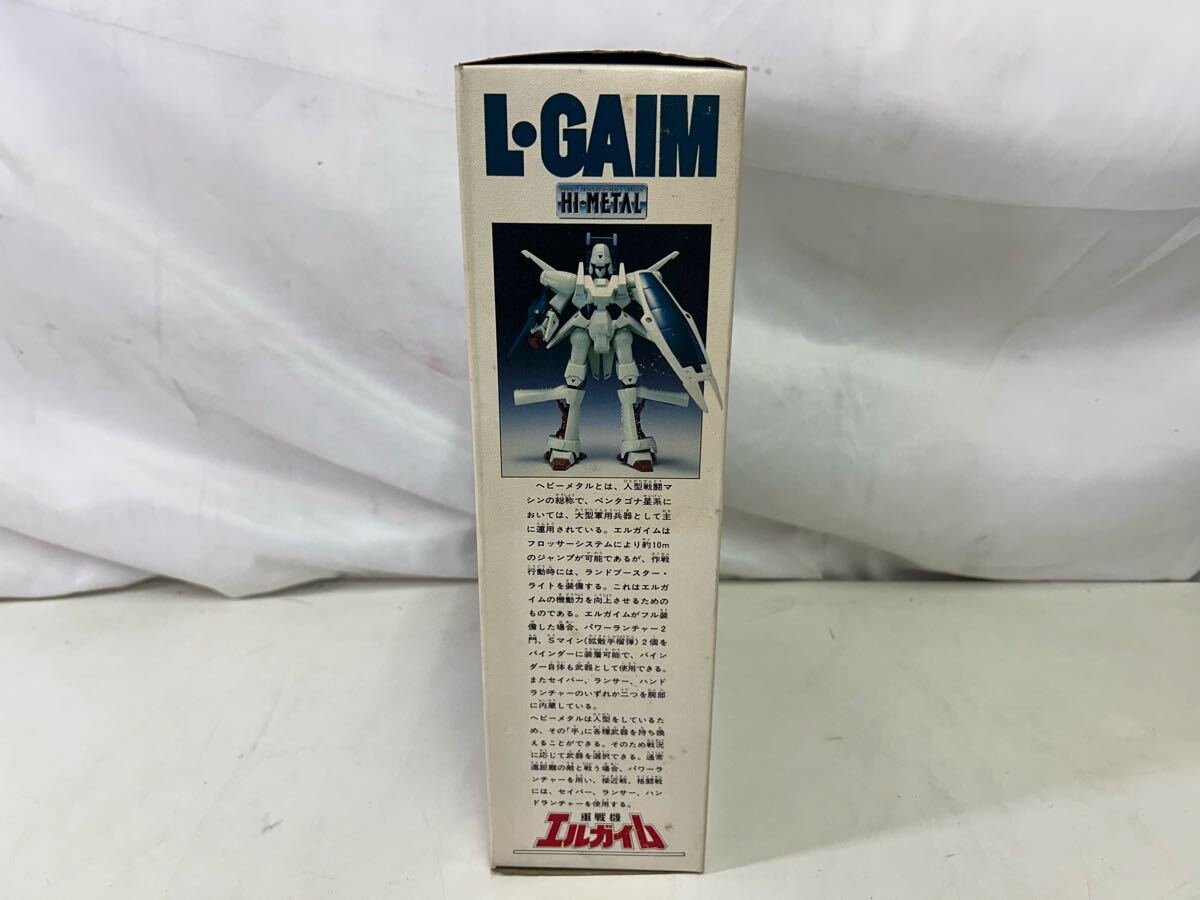 L•GAIM
PERFECT DETAILED & HEAVY VERSION
HI•METAL
ヘビーメタルとは、人型戦闘マ
シンの総称で、ペンタゴナ星系に
おいては、大型軍用兵器として主
に運用されている。エルガイムは
フロッサーシステムにより約10m
のジャンプが可能であるが、作戦
行動時には、ランドブースター・
ライトを装備する。これはエルガ
イムの機動力を向上させるための
ものである。エルガイムがフル装
備した場合、パワーランチャー2
門、Sマイン(拡散手榴弾)2個を
バインダーに装着可能で、バイン
ダー自体も武器として使用できる。
またセイバー、ランサー、ハンド
ランチャーのいずれか二つを腕部
に内蔵している。
ヘビーメタルは人型をしているた
め、その「手」に各種武器を持ち換
えることができる。そのため戦況
に応じて武器を選択できる。通常
遠距離の敵と戦う場合、パワーラ
ンチャーを用い、接近戦、格闘戦
には、セイバー、ランサー、ハン
ドランチャーを使用する。
重戦機
エルガイム